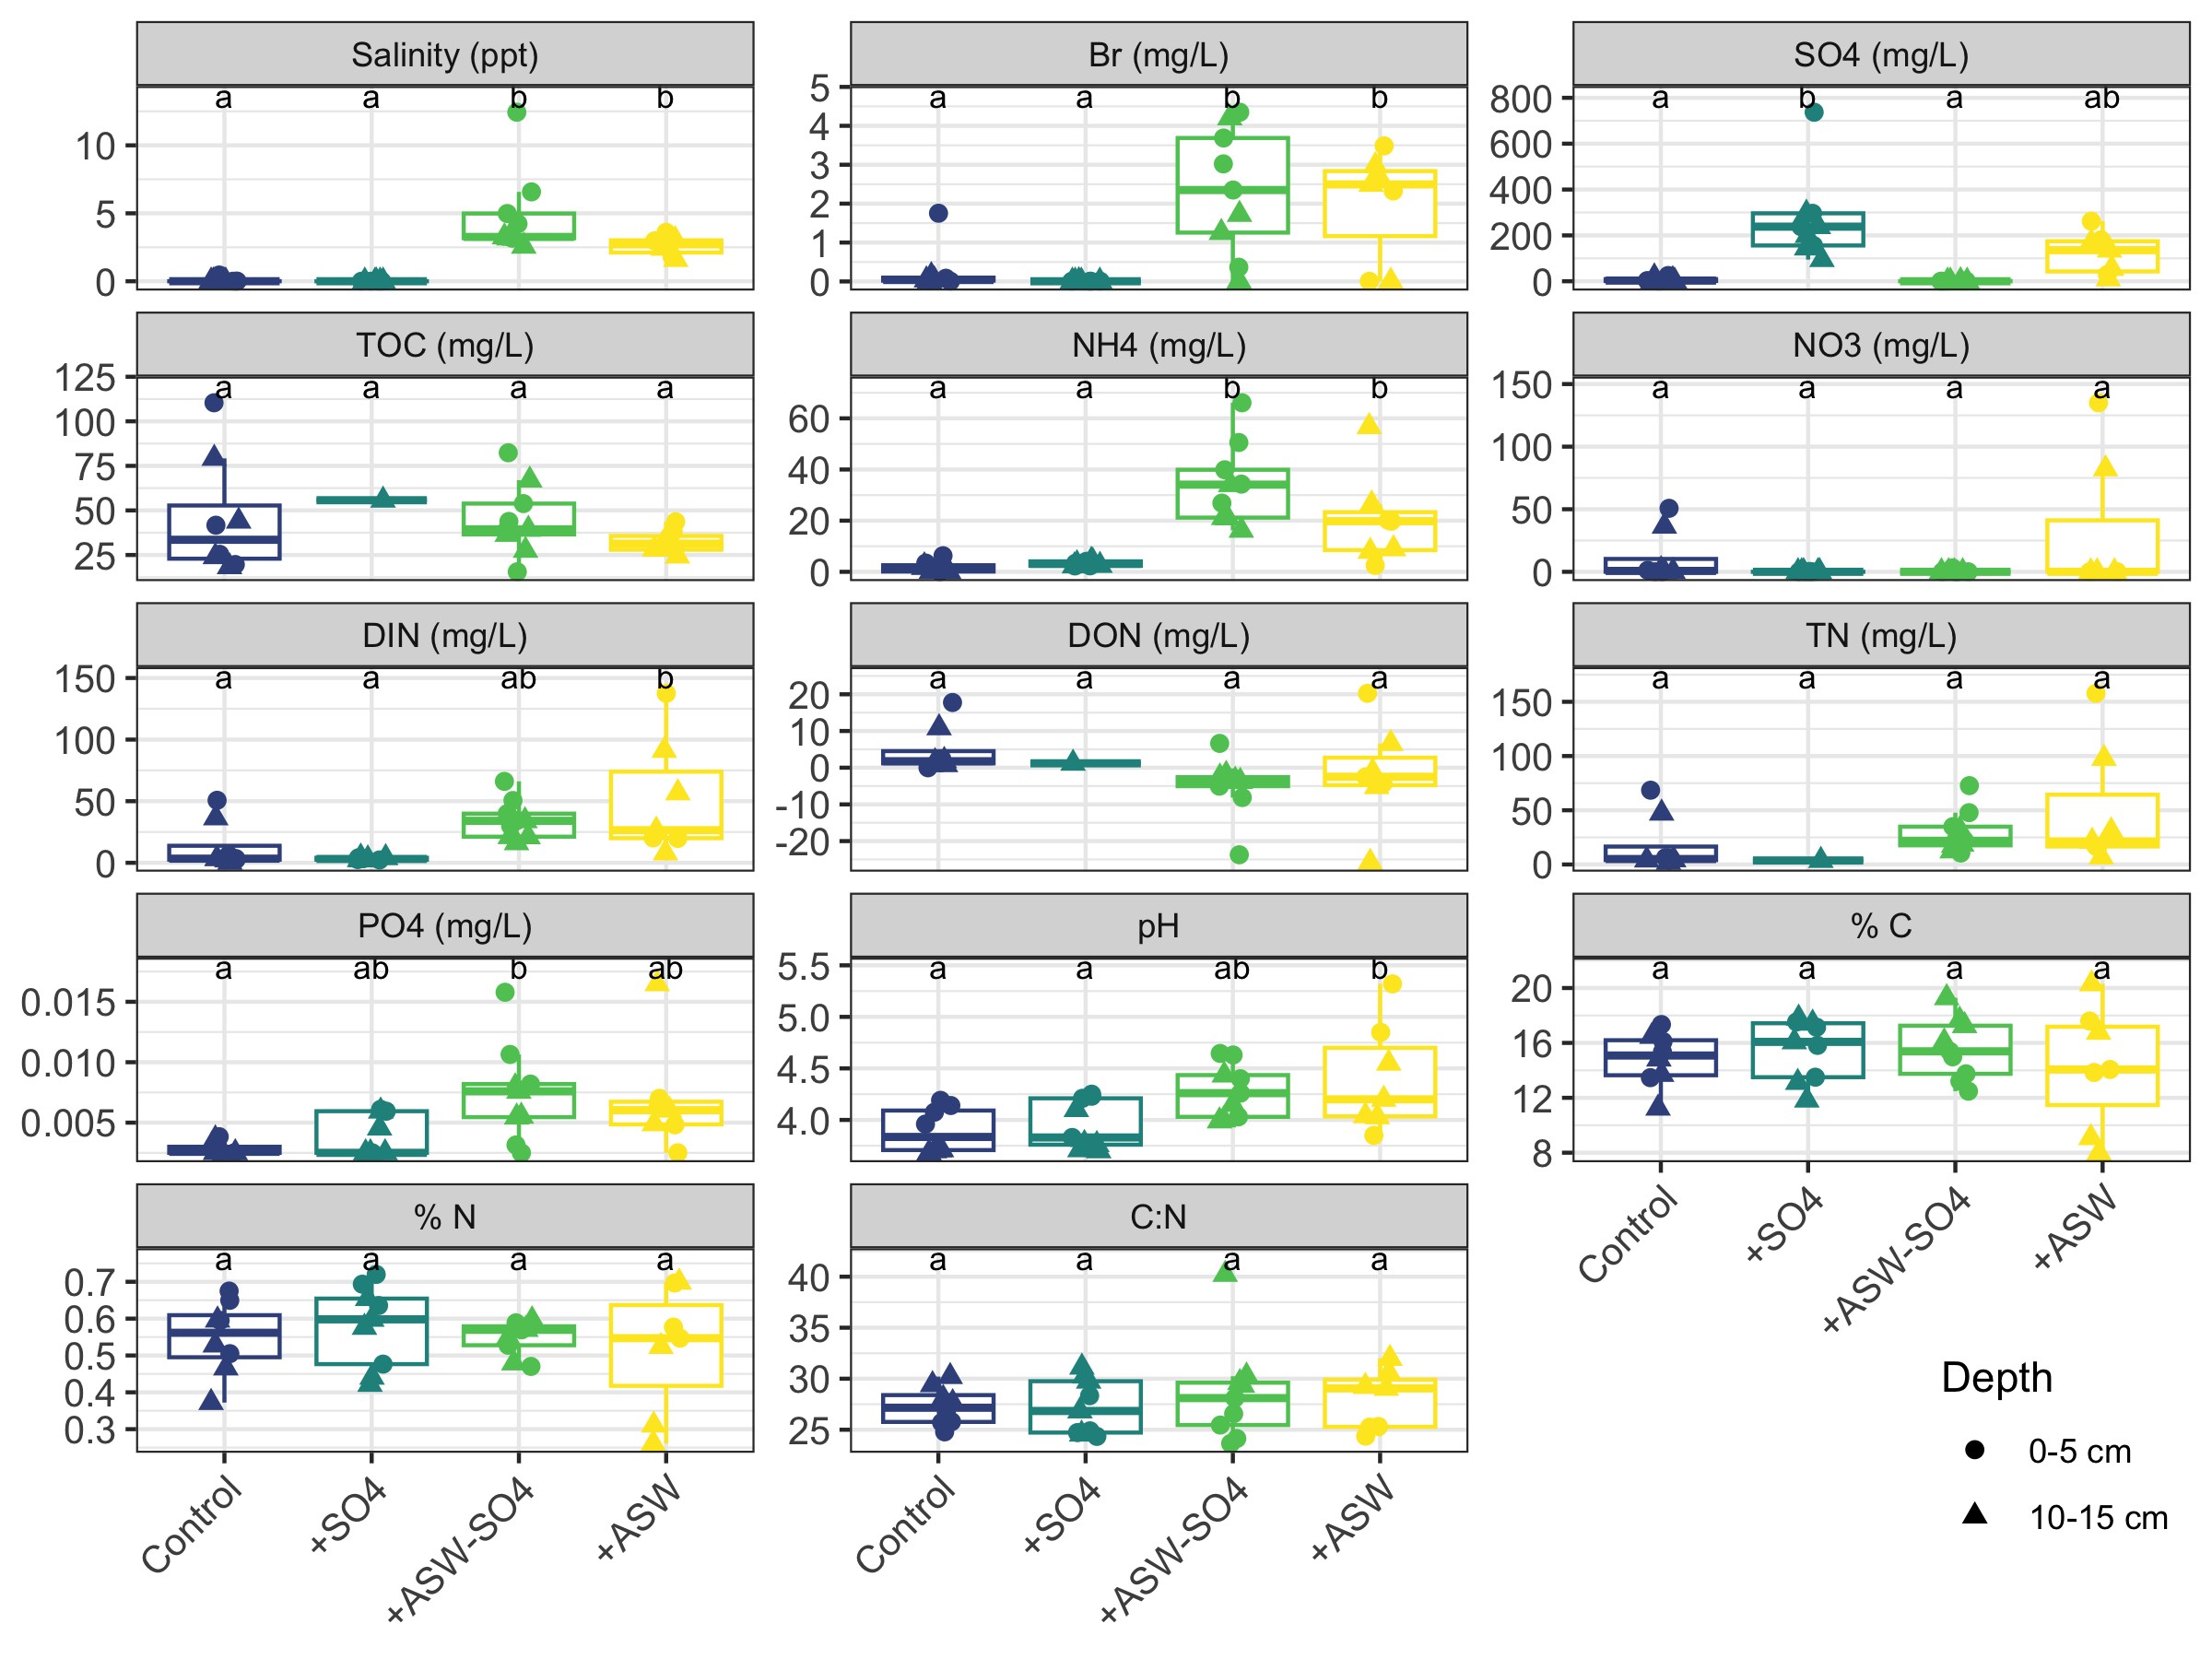 Salinity (ppt)
a a b b
10
5
0
Br (mg/L)
a a b b
5
4
3
2
1
0
SO4 (mg/L)
a b a ab
800
600
400
200
0
TOC (mg/L)
a a a a
125
100
75
50
25
NH4 (mg/L)
a a b b
60
40
20
0
NO3 (mg/L)
a a a a
150
100
50
0
DIN (mg/L)
a a ab b
150
100
50
0
DON (mg/L)
a a a a
20
10
0
-10
-20
TN (mg/L)
a a a a
150
100
50
0
PO4 (mg/L)
a ab b ab
0.015
0.010
0.005
pH
a a ab b
5.5
5.0
4.5
4.0
% C
a a a a
20
16
12
8
Control
+SO4
+ASW-SO4
+ASW
% N
a a a a
0.7
0.6
0.5
0.4
0.3
Control
+SO4
+ASW-SO4
+ASW
C:N
a a a a
40
35
30
25
Control
+SO4
+ASW-SO4
+ASW
Depth
0-5 cm
10-15 cm